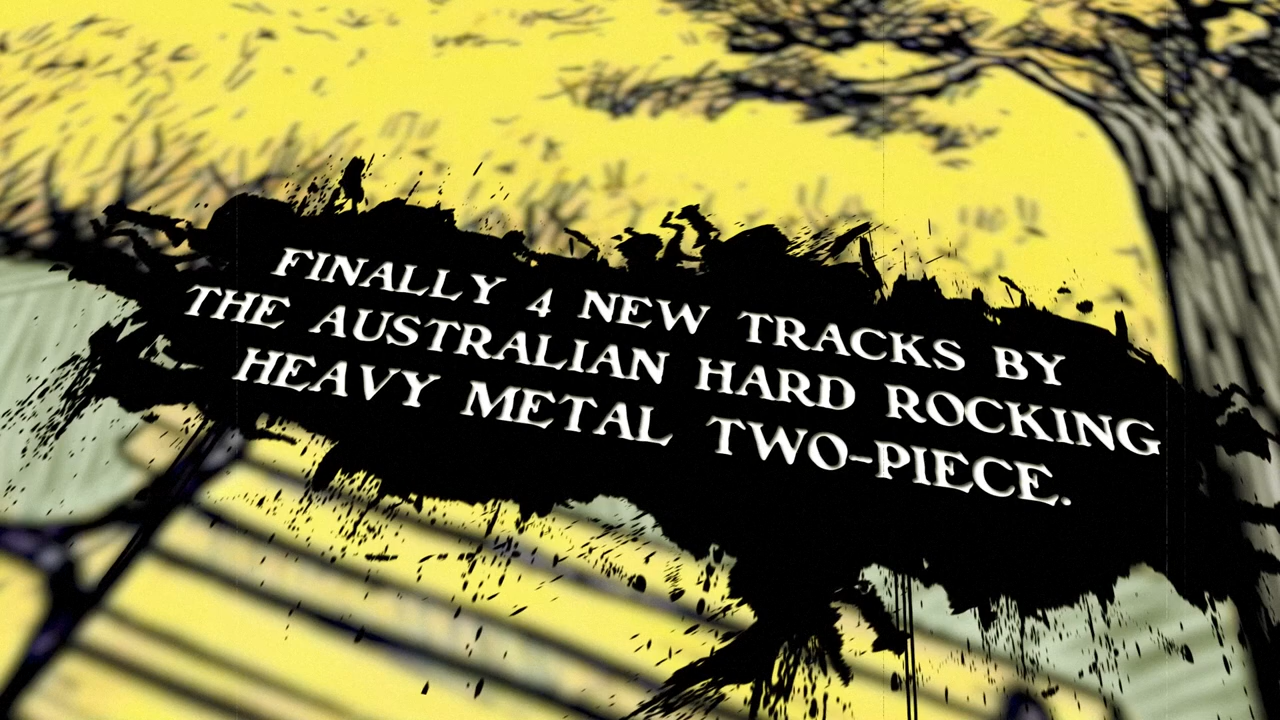 FINALLY 4 NEW TRACKS BY
THE AUSTRALIAN HARD ROCKING
HEAVY METAL TWO-PIECE.